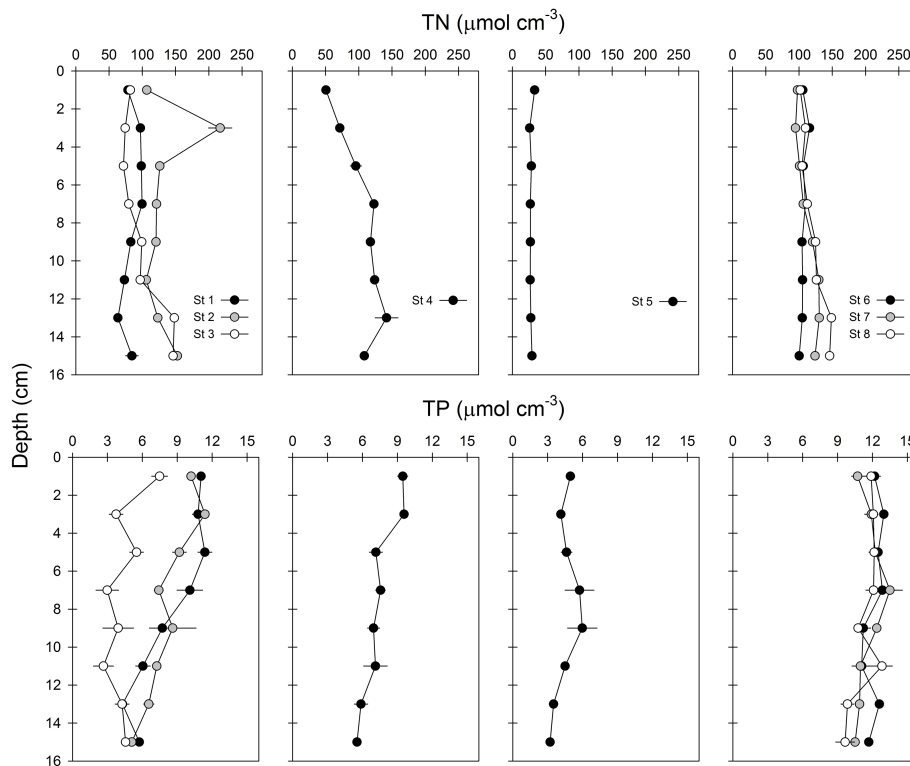 TN (μmol cm-3)
0 50 100 150 200 250 0 50 100 150 200 250 0 50 100 150 200 250 0 50 100 150 200 250
0
2
4
6
8
10
12
14
16
St 1
St 2
St 3
St 4
St 5
St 6
St 7
St 8
Depth (cm)
TP (μmol cm-3)
0 3 6 9 12 15 0 3 6 9 12 15 0 3 6 9 12 15 0 3 6 9 12 15
0
2
4
6
8
10
12
14
16